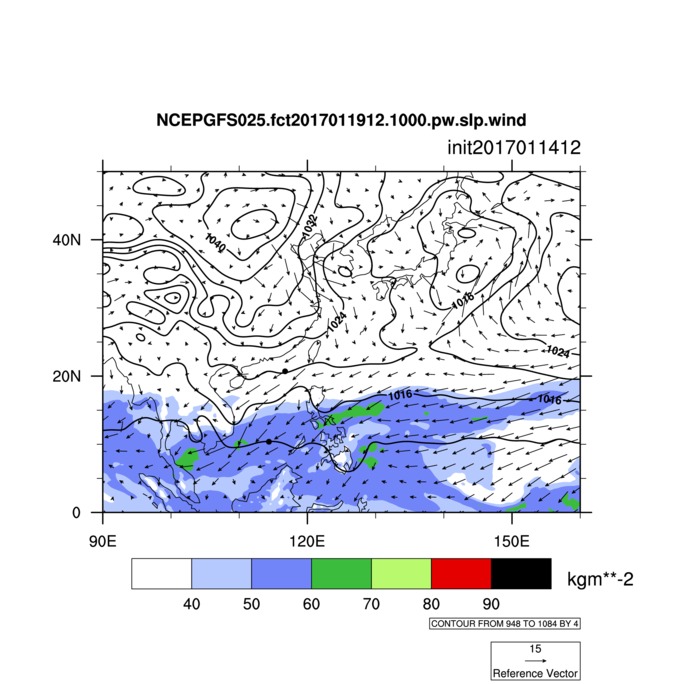 NCEPGFS025.fct2017011912.1000.pw.slp.wind
init2017011412
1032
1040
40N
1016
1024
1024
20N
1016
1016
0
90E 120E 150E
kgm**-2
40 50 60 70 80 90
CONTOUR FROM 948 TO 1084 BY 4
15
Reference Vector